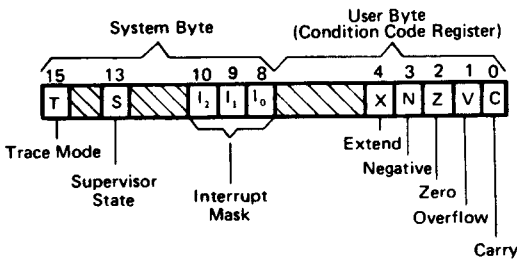 System Byte
User Byte
(Condition Code Register)
15 13 10 9 8 4 3 2 1 0
T S I₂ I₁ I₀ X N Z V C
Trace Mode
Supervisor
State
Interrupt
Mask
Extend
Negative
Zero
Overflow
Carry